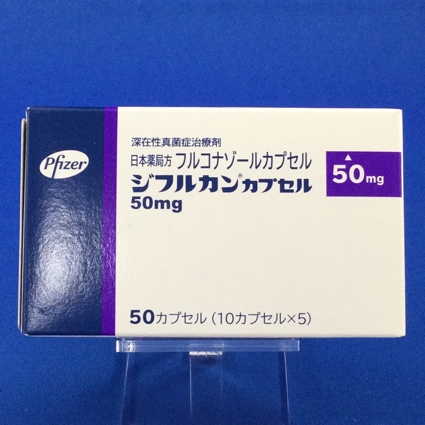 Pfizer
深在性真菌症治療剤
日本薬局方 フルコナゾールカプセル
ジフルカン®カプセル
50mg
50mg
50カプセル(10カプセル×5)